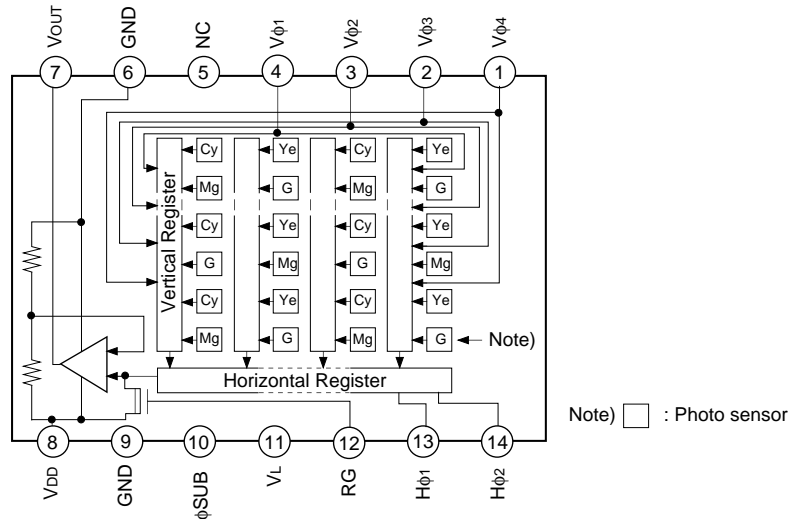 VOUT GND NC Vϕ1 Vϕ2 Vϕ3 Vϕ4
7 6 5 4 3 2 1
Vertical Register
Cy Ye Cy Ye
Mg G Mg G
Cy Ye Cy Ye
G Mg G Mg
Cy Ye Cy Ye
Mg G Mg G
Note)
Horizontal Register
Note) : Photo sensor
8 9 10 11 12 13 14
VDD GND ϕSUB VL RG Hϕ1 Hϕ2